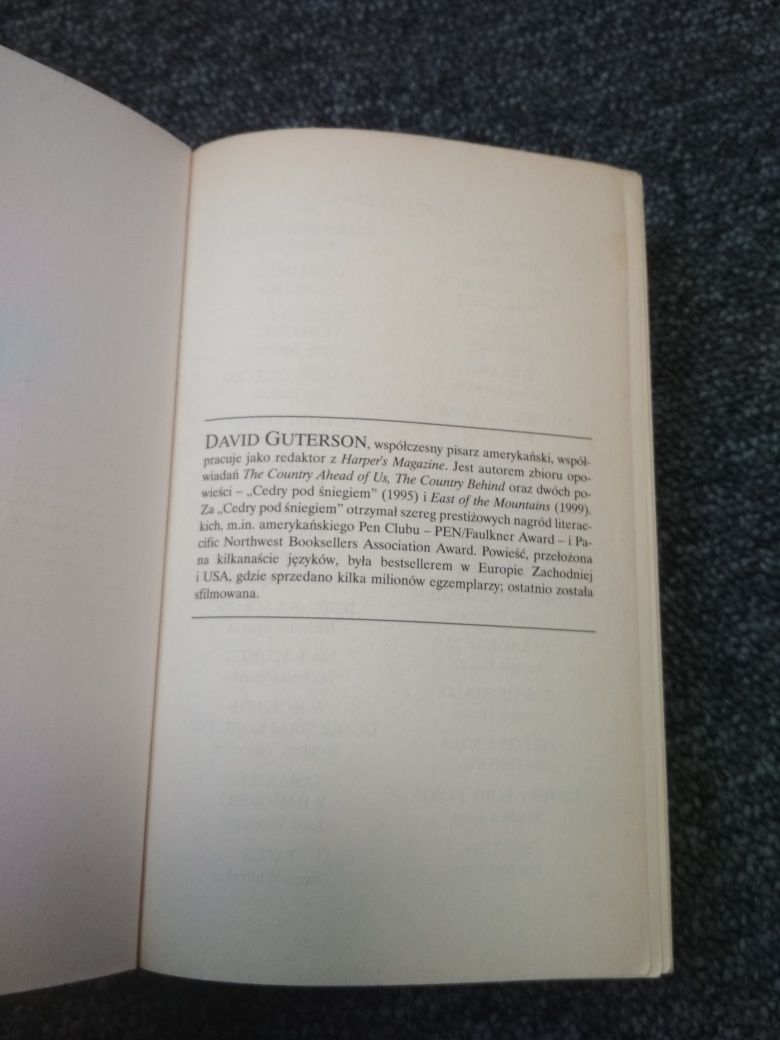 DAVID GUTERSON, współczesny pisarz amerykański, współ-
pracuje jako redaktor z Harper's Magazine. Jest autorem zbioru opo-
wiadań The Country Ahead of Us, The Country Behind oraz dwóch po-
wieści – „Cedry pod śniegiem” (1995) i East of the Mountains (1999).
Za „Cedry pod śniegiem” otrzymał szereg prestiżowych nagród literac-
kich, m.in. amerykańskiego Pen Clubu – PEN/Faulkner Award – i Pa-
cific Northwest Booksellers Association Award. Powieść, przełożona
na kilkanaście języków, była bestsellerem w Europie Zachodniej
i USA, gdzie sprzedano kilka milionów egzemplarzy; ostatnio została
sfilmowana.